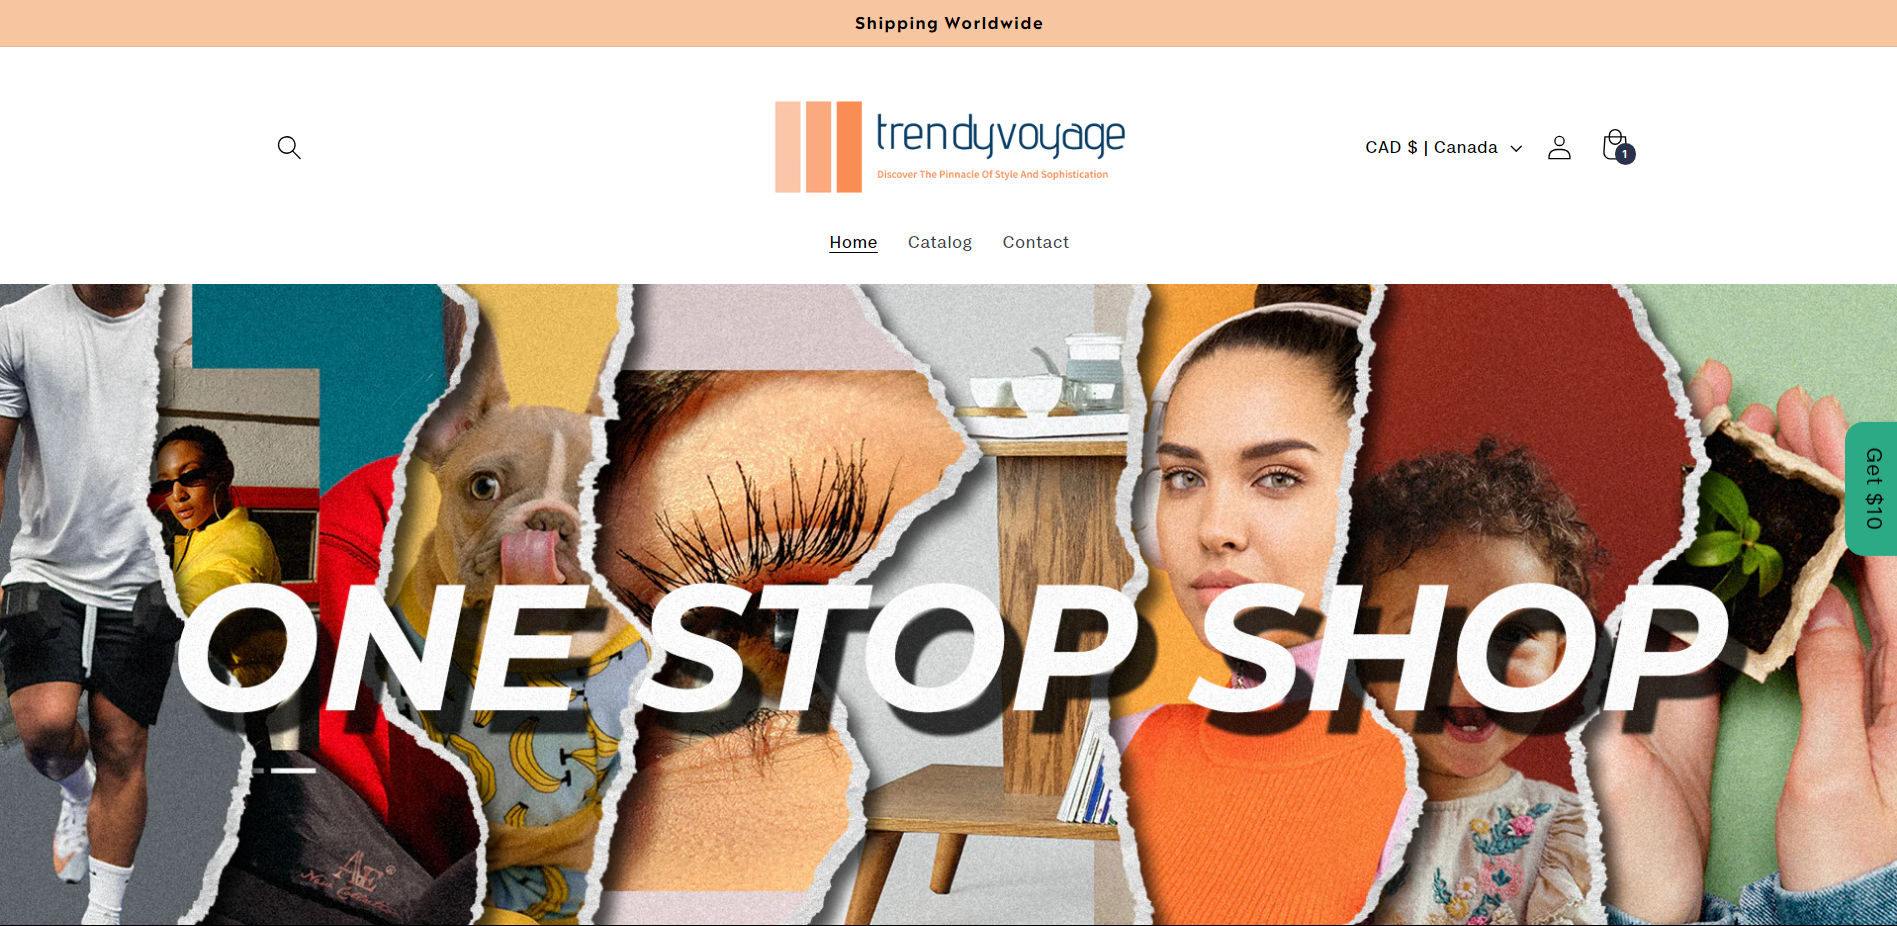 Shipping Worldwide
trendyvoyage
Discover The Pinnacle Of Style And Sophistication
CAD $ | Canada
1
Home Catalog Contact
Get $10
ONE STOP SHOP